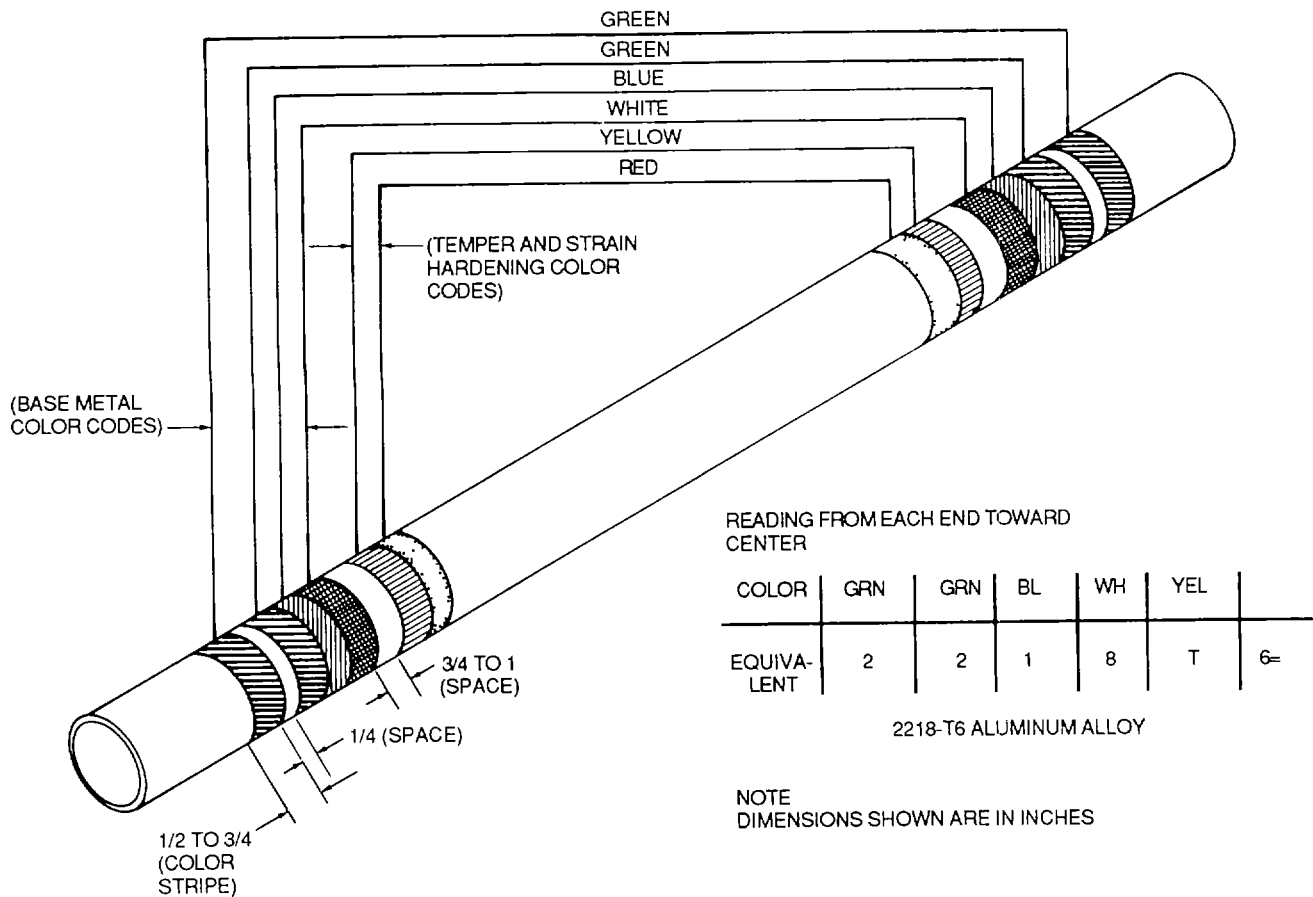 GREEN
GREEN
BLUE
WHITE
YELLOW
RED
(TEMPER AND STRAIN
HARDENING COLOR
CODES)
(BASE METAL
COLOR CODES)
3/4 TO 1
(SPACE)
1/4 (SPACE)
1/2 TO 3/4
(COLOR
STRIPE)
READING FROM EACH END TOWARD
CENTER
COLOR GRN GRN BL WH YEL
EQUIVA-
LENT 2 2 1 8 T 6=
2218-T6 ALUMINUM ALLOY
NOTE
DIMENSIONS SHOWN ARE IN INCHES